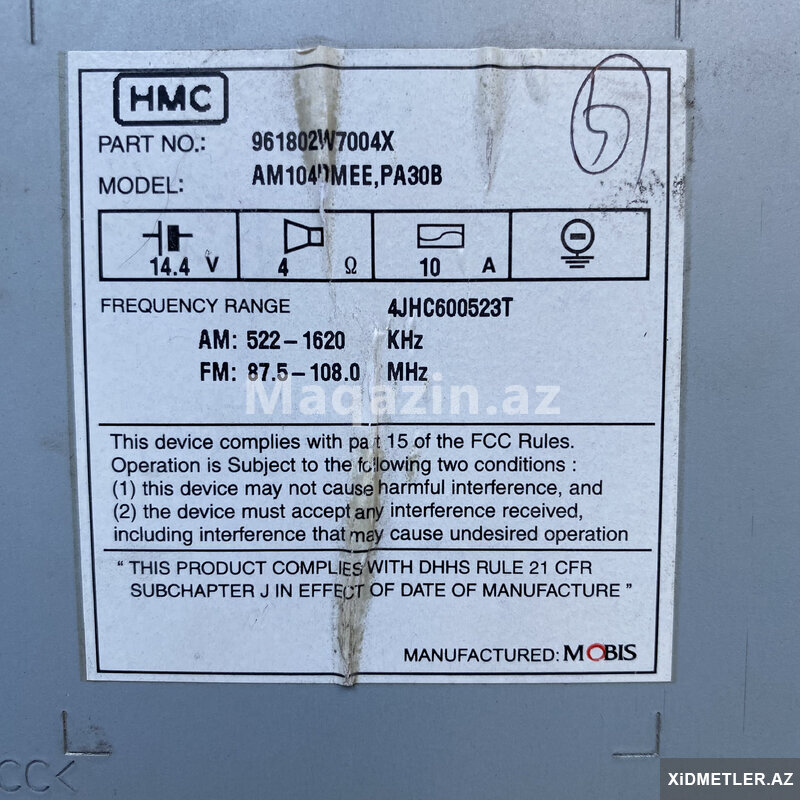 HMC
PART NO.: 961802W7004X
MODEL: AM104DMEE,PA30B
14.4 V 4 Ω 10 A
FREQUENCY RANGE 4JHC600523T
AM: 522–1620 KHz
FM: 87.5–108.0 MHz
Maqazin.az
This device complies with part 15 of the FCC Rules.
Operation is Subject to the following two conditions :
(1) this device may not cause harmful interference, and
(2) the device must accept any interference received,
including interference that may cause undesired operation
“ THIS PRODUCT COMPLIES WITH DHHS RULE 21 CFR
SUBCHAPTER J IN EFFECT OF DATE OF MANUFACTURE ”
MANUFACTURED: MOBIS
XiDMETLER.AZ